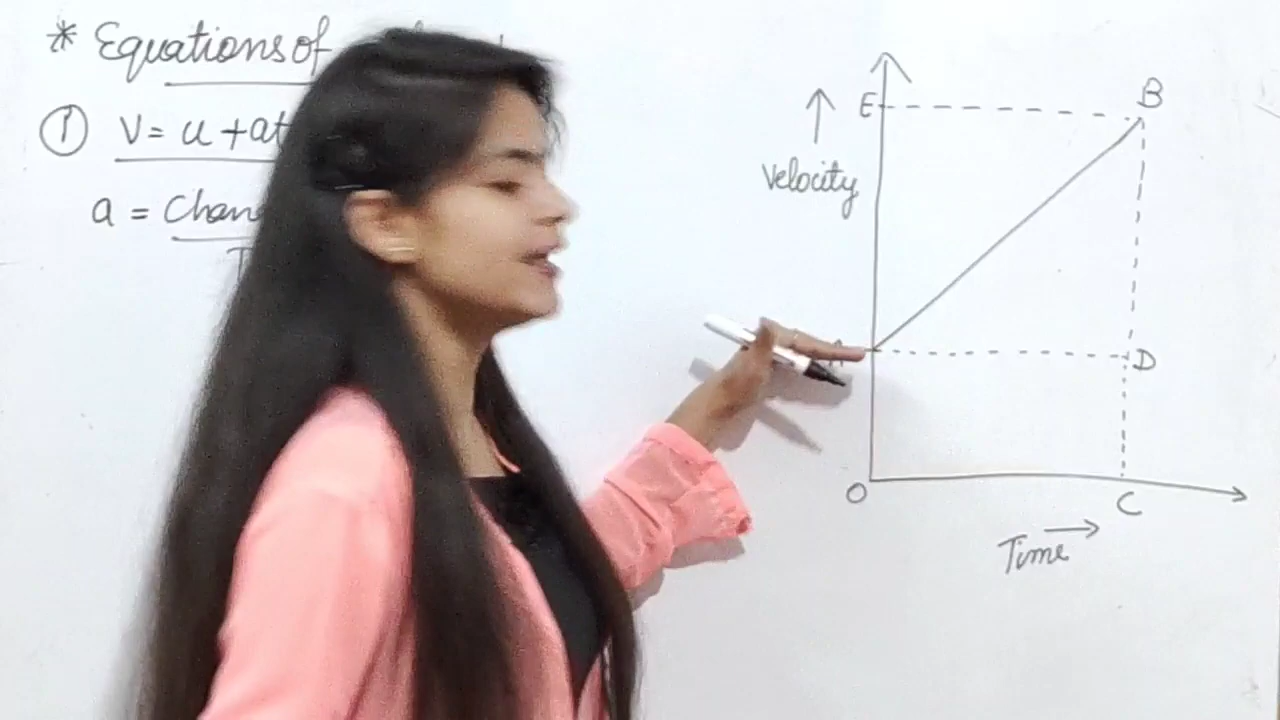 * Equations of
① v = u + at
a = Chan
E
B
Velocity
A
D
O
C
Time